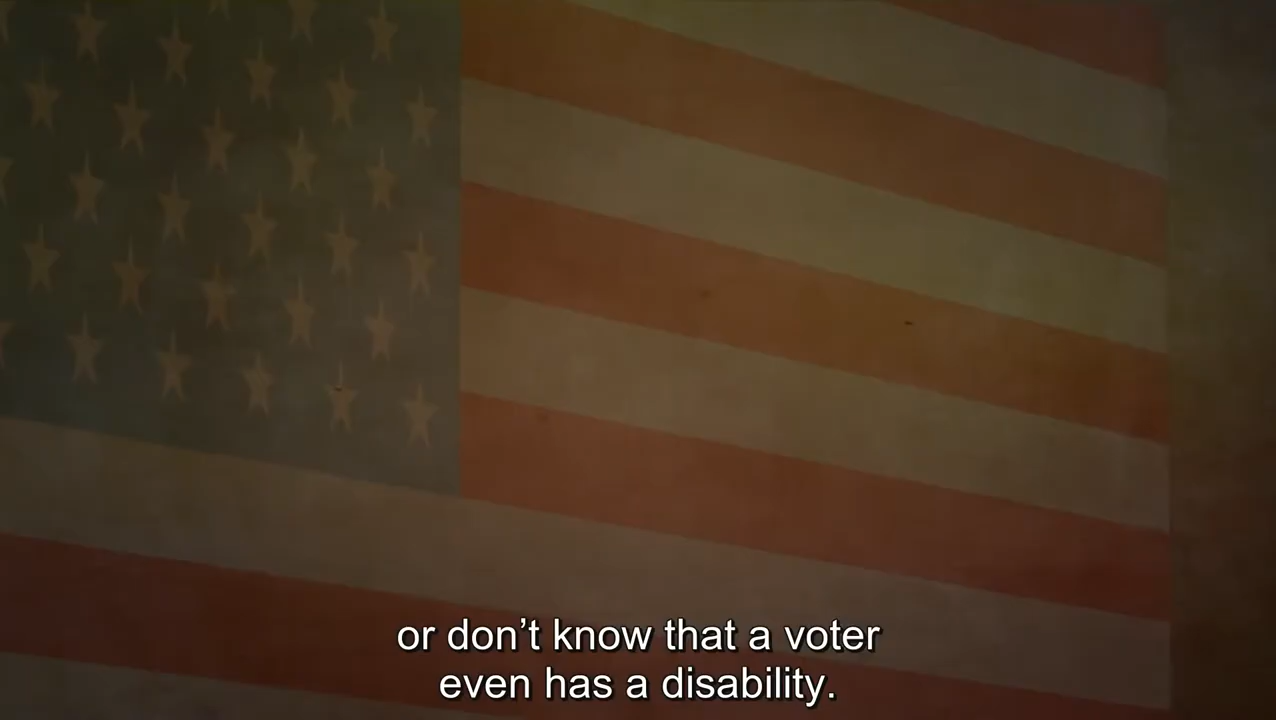 or don’t know that a voter
even has a disability.